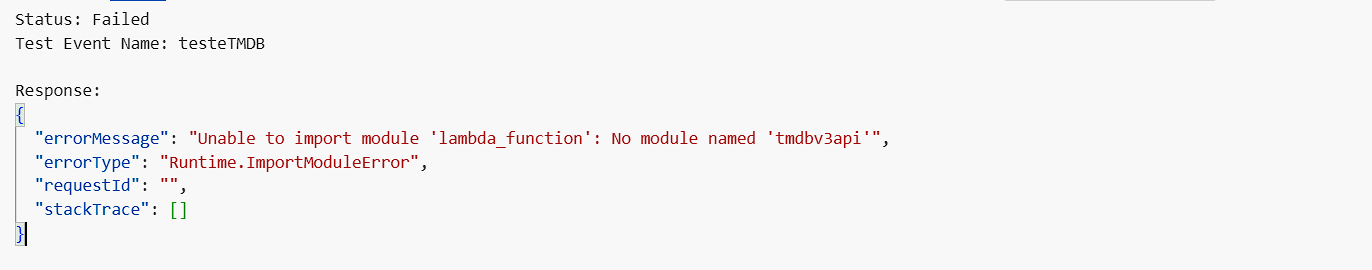 Status: Failed
Test Event Name: testeTMDB
Response:
{
"errorMessage": "Unable to import module 'lambda_function': No module named 'tmdbv3api'",
"errorType": "Runtime.ImportModuleError",
"requestId": "",
"stackTrace": []
}